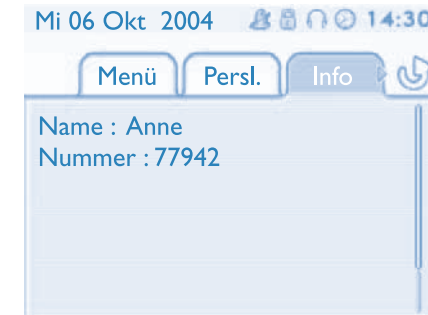 Mi 06 Okt 2004 14:30
Menü Persl. Info
Name : Anne
Nummer : 77942